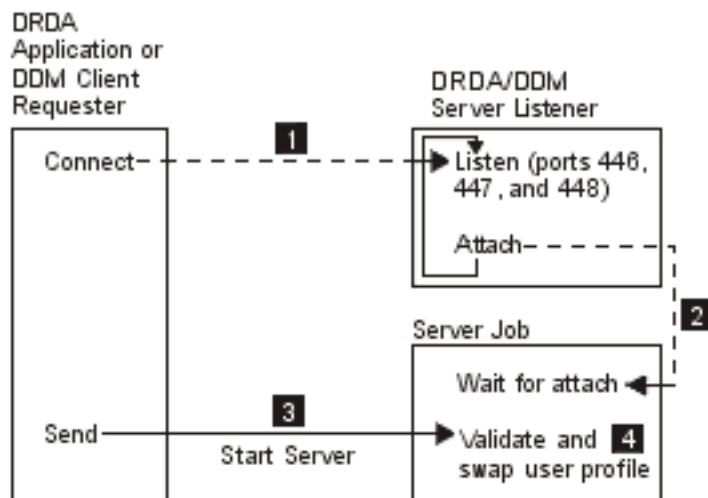 DRDA
Application or
DDM Client
Requester
DRDA/DDM
Server Listener
1
Connect
Listen (ports 446,
447, and 448)
Attach
2
Server Job
Wait for attach
3
Send
Start Server
Validate and 4
swap user profile